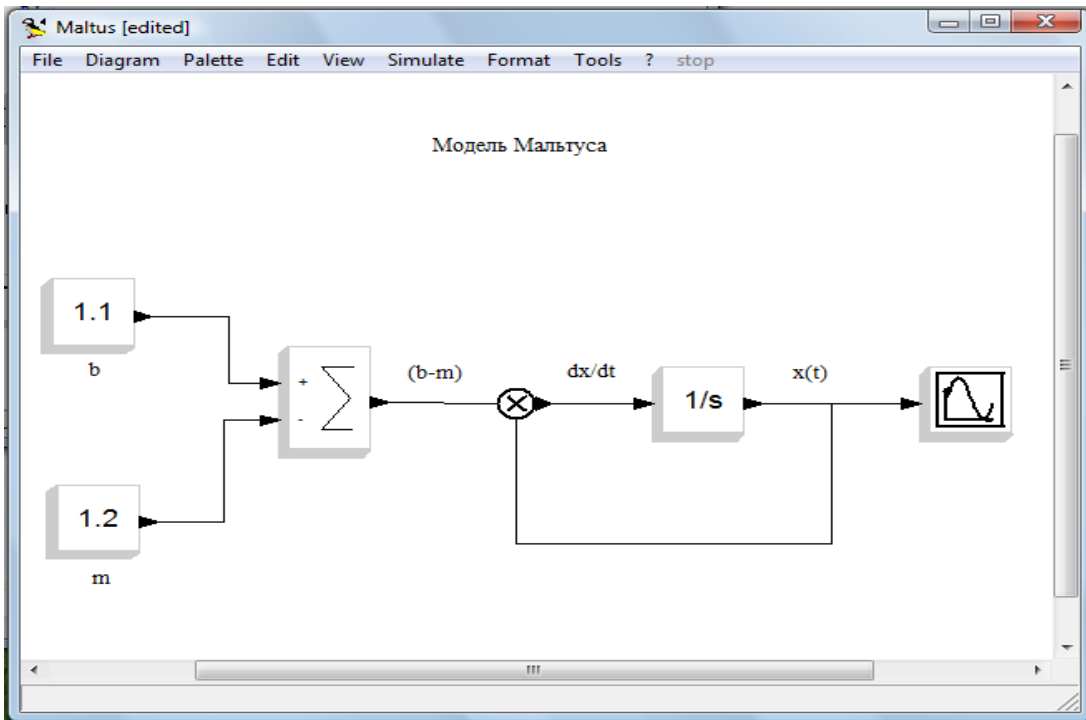 Maltus [edited]
File Diagram Palette Edit View Simulate Format Tools ? stop
Модель Мальтуса
1.1
b
+
-
(b-m)
dx/dt
1/s
x(t)
1.2
m